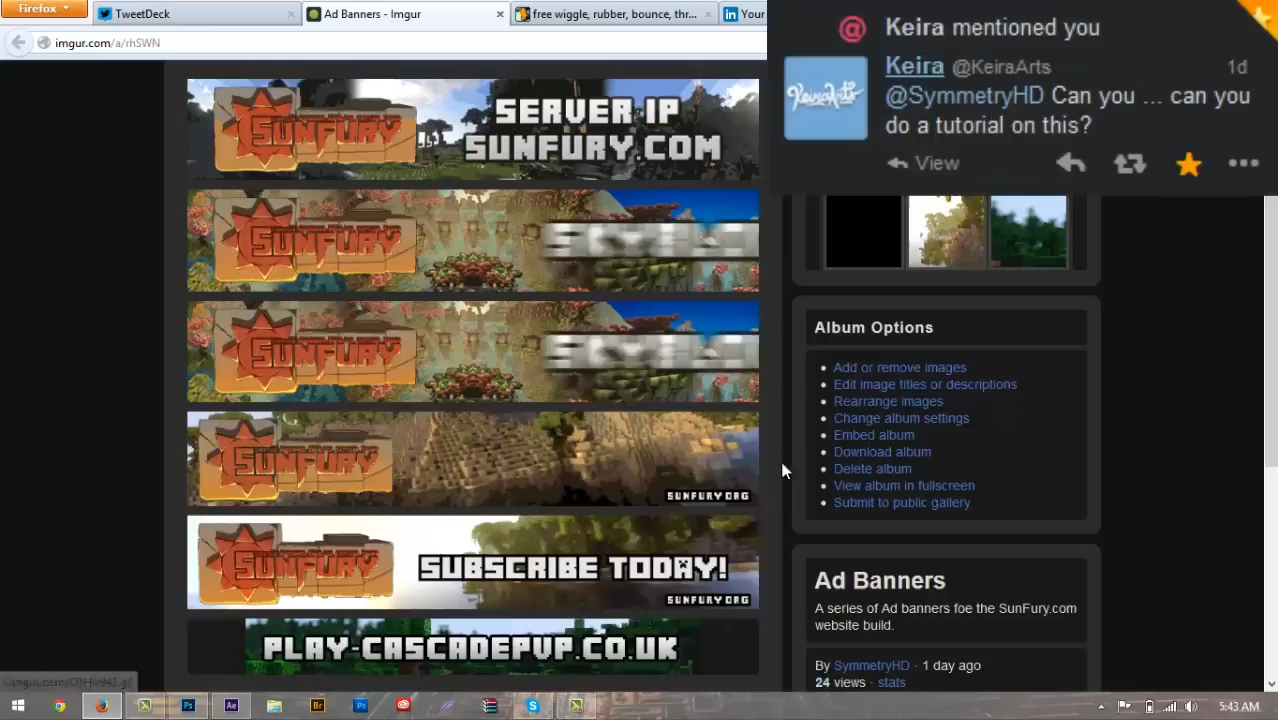 Firefox
TweetDeck
Ad Banners - Imgur
free wiggle, rubber, bounce, thr...
Your
imgur.com/a/rhSWN
Keira mentioned you
Keira @KeiraArts 1d
@SymmetryHD Can you ... can you
do a tutorial on this?
View
KeiraArts
SUNFURY
SERVER IP
SUNFURY.COM
SUNFURY
SUNFURY
SUNFURY
SUNFURY.ORG
SUNFURY
SUBSCRIBE TODAY!
SUNFURY.ORG
PLAY-CASCADEPVP.CO.UK
Album Options
Add or remove images
Edit image titles or descriptions
Rearrange images
Change album settings
Embed album
Download album
Delete album
View album in fullscreen
Submit to public gallery
Ad Banners
A series of Ad banners foe the SunFury.com
website build.
By SymmetryHD · 1 day ago
24 views · stats
Ps
Ae
Br
Ps
5:43 AM